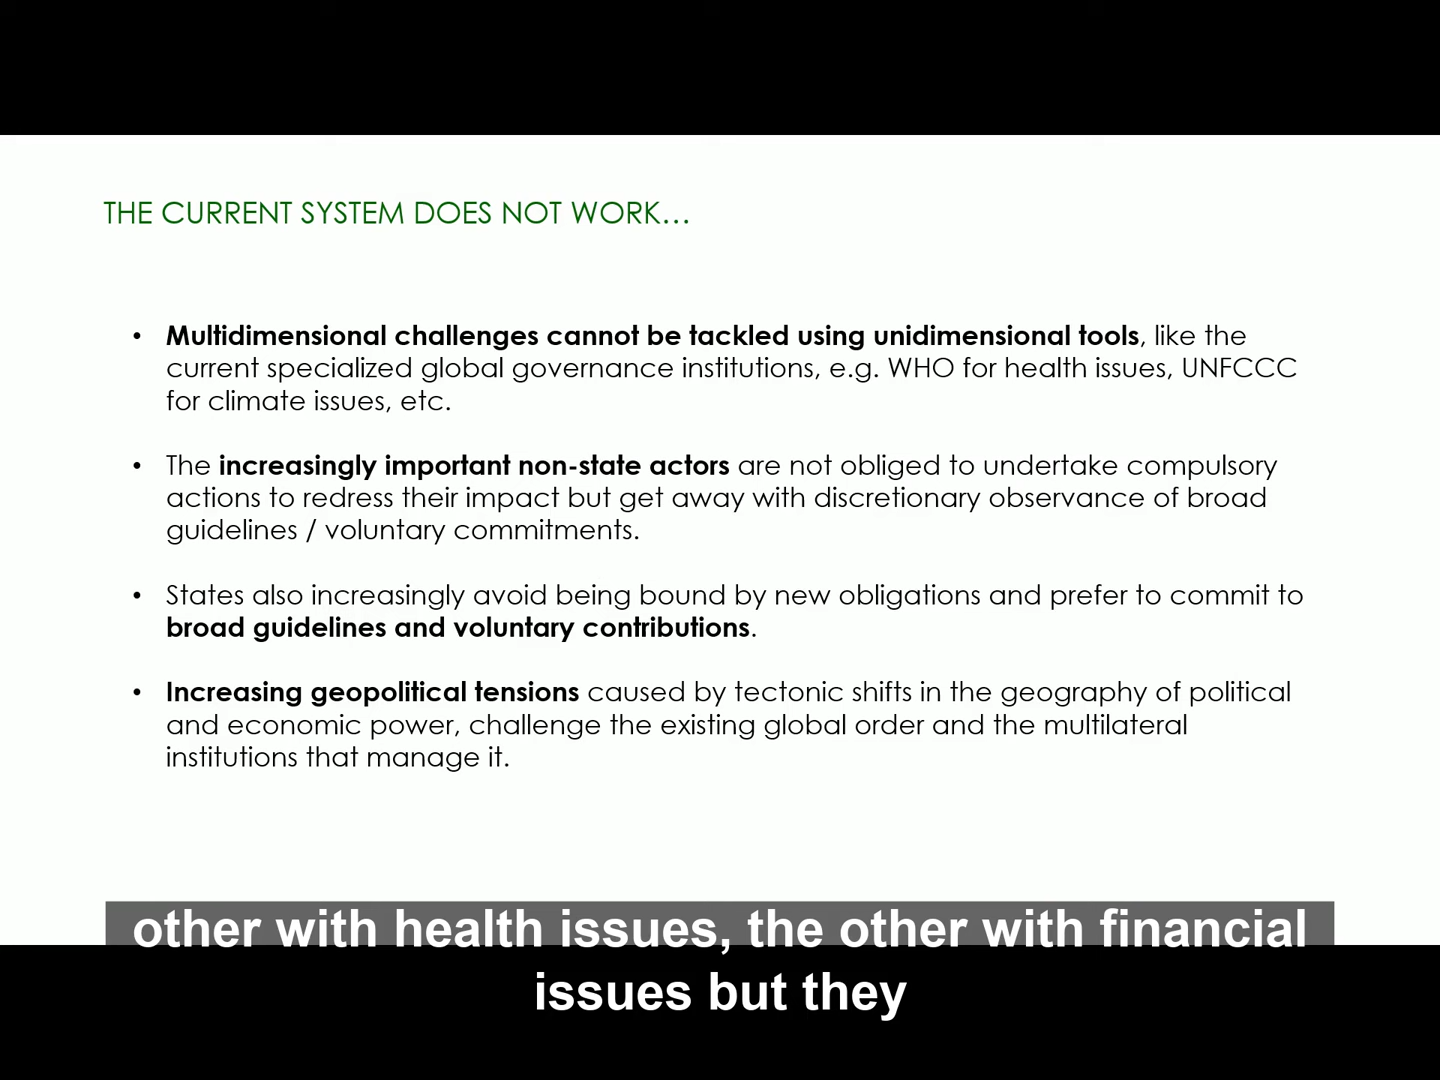 THE CURRENT SYSTEM DOES NOT WORK...
• Multidimensional challenges cannot be tackled using unidimensional tools, like the
current specialized global governance institutions, e.g. WHO for health issues, UNFCCC
for climate issues, etc.
• The increasingly important non-state actors are not obliged to undertake compulsory
actions to redress their impact but get away with discretionary observance of broad
guidelines / voluntary commitments.
• States also increasingly avoid being bound by new obligations and prefer to commit to
broad guidelines and voluntary contributions.
• Increasing geopolitical tensions caused by tectonic shifts in the geography of political
and economic power, challenge the existing global order and the multilateral
institutions that manage it.
other with health issues, the other with financial
issues but they